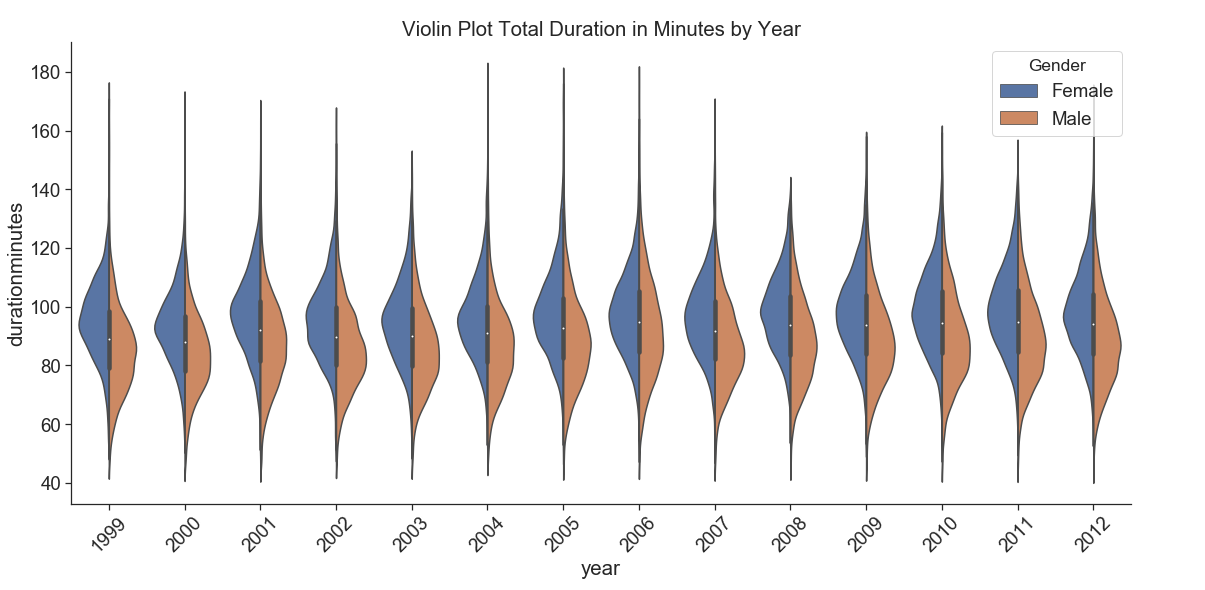 Violin Plot Total Duration in Minutes by Year
Gender
Female
Male
durationminutes
180
160
140
120
100
80
60
40
1999 2000 2001 2002 2003 2004 2005 2006 2007 2008 2009 2010 2011 2012
year